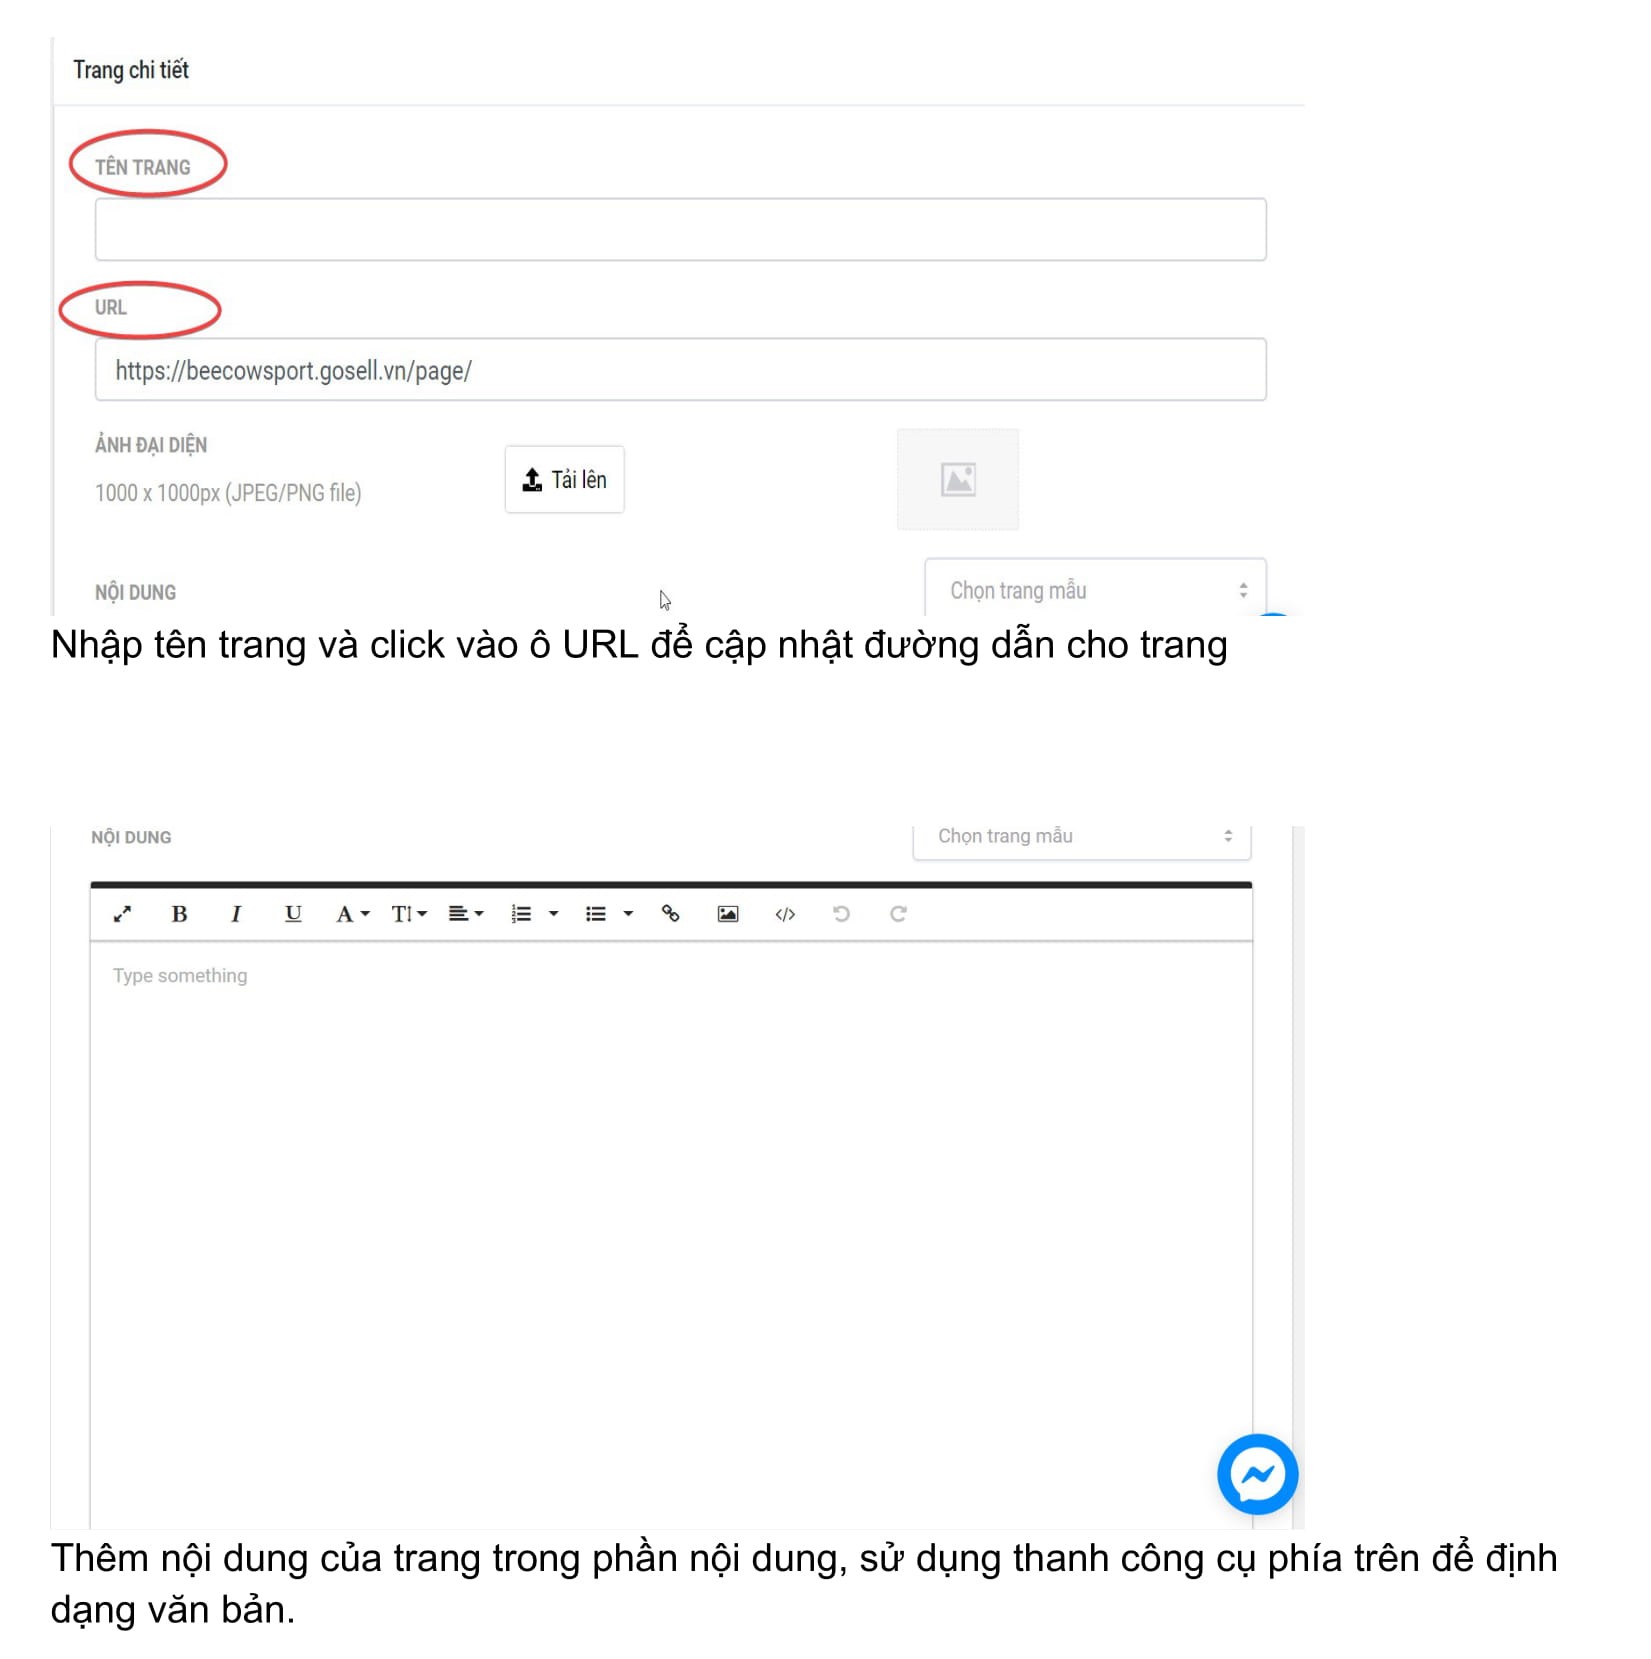 Trang chi tiết
TÊN TRANG
URL
https://beecowsport.gosell.vn/page/
ẢNH ĐẠI DIỆN
1000 x 1000px (JPEG/PNG file)
Tải lên
NỘI DUNG
Chọn trang mẫu
Nhập tên trang và click vào ô URL để cập nhật đường dẫn cho trang
NỘI DUNG
Chọn trang mẫu
B I U A T
Type something
Thêm nội dung của trang trong phần nội dung, sử dụng thanh công cụ phía trên để định
dạng văn bản.